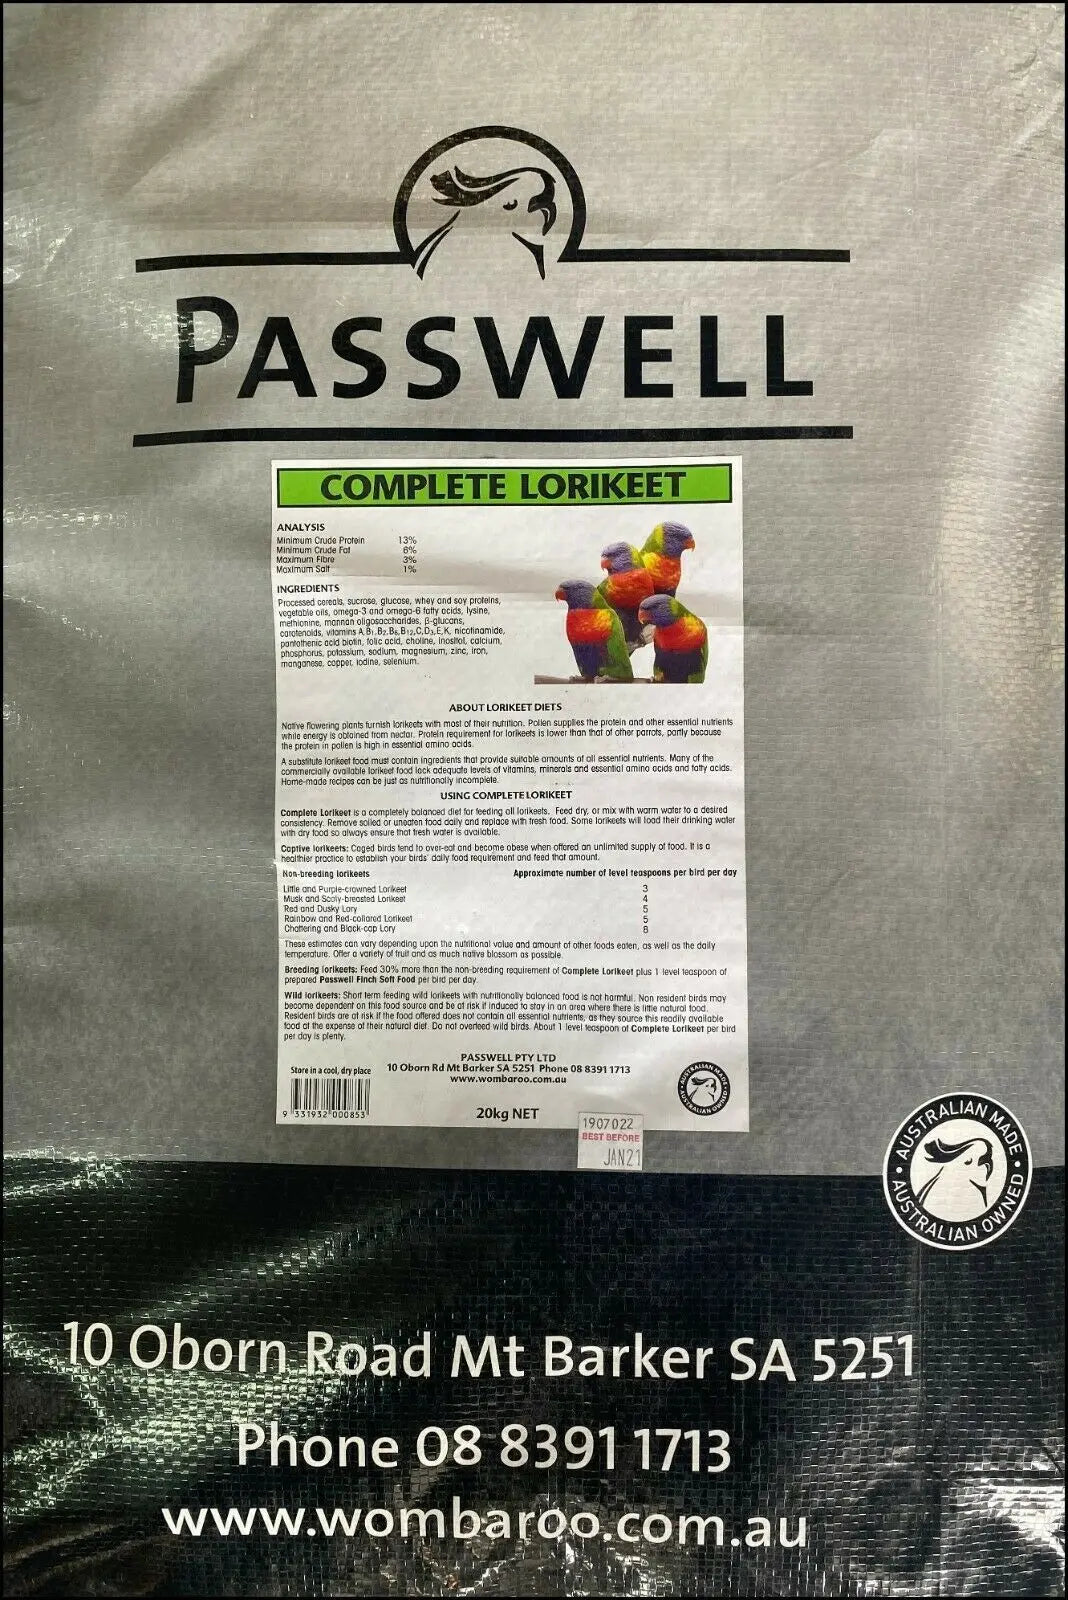 PASSWELL
COMPLETE LORIKEET
ANALYSIS
Minimum Crude Protein 13%
Minimum Crude Fat 6%
Maximum Fibre 3%
Maximum Salt 1%
INGREDIENTS
Processed cereals, sucrose, glucose, whey and soy proteins,
vegetable oils, omega-3 and omega-6 fatty acids, lysine,
methionine, mannan oligosaccharides, β-glucans,
carotenoids, vitamins A,B1,B2,B6,B12,C,D3,E,K, nicotinamide,
pantothenic acid biotin, folic acid, choline, inositol, calcium,
phosphorus, potassium, sodium, magnesium, zinc, iron,
manganese, copper, iodine, selenium.
ABOUT LORIKEET DIETS
Native flowering plants furnish lorikeets with most of their nutrition. Pollen supplies the protein and other essential nutrients
while energy is obtained from nectar. Protein requirement for lorikeets is lower than that of other parrots, partly because
the protein in pollen is high in essential amino acids.
A substitute lorikeet food must contain ingredients that provide suitable amounts of all essential nutrients. Many of the
commercially available lorikeet food lack adequate levels of vitamins, minerals and essential amino acids and fatty acids.
Home-made recipes can be just as nutritionally incomplete.
USING COMPLETE LORIKEET
Complete Lorikeet is a completely balanced diet for feeding all lorikeets. Feed dry, or mix with warm water to a desired
consistency. Remove soiled or uneaten food daily and replace with fresh food. Some lorikeets will load their drinking water
with dry food so always ensure that fresh water is available.
Captive lorikeets: Caged birds tend to over-eat and become obese when offered an unlimited supply of food. It is a
healthier practice to establish your birds' daily food requirement and feed that amount.
Non-breeding lorikeets Approximate number of level teaspoons per bird per day
Little and Purple-crowned Lorikeet 3
Musk and Scaly-breasted Lorikeet 4
Red and Dusky Lory 5
Rainbow and Red-collared Lorikeet 5
Chattering and Black-cap Lory 8
These estimates can vary depending upon the nutritional value and amount of other foods eaten, as well as the daily
temperature. Offer a variety of fruit and as much native blossom as possible.
Breeding lorikeets: Feed 30% more than the non-breeding requirement of Complete Lorikeet plus 1 level teaspoon of
prepared Passwell Finch Soft Food per bird per day.
Wild lorikeets: Short term feeding wild lorikeets with nutritionally balanced food is not harmful. Non resident birds may
become dependent on this food source and be at risk if induced to stay in an area where there is little natural food.
Resident birds are at risk if the food offered does not contain all essential nutrients, as they source this readily available
food at the expense of their natural diet. Do not overfeed wild birds. About 1 level teaspoon of Complete Lorikeet per bird
per day is plenty.
PASSWELL PTY LTD
Store in a cool, dry place
10 Oborn Rd Mt Barker SA 5251 Phone 08 8391 1713
www.wombaroo.com.au
AUSTRALIAN MADE
AUSTRALIAN OWNED
9 331932 000853
20kg NET
1907022
BEST BEFORE
JAN21
AUSTRALIAN MADE
AUSTRALIAN OWNED
10 Oborn Road Mt Barker SA 5251
Phone 08 8391 1713
www.wombaroo.com.au